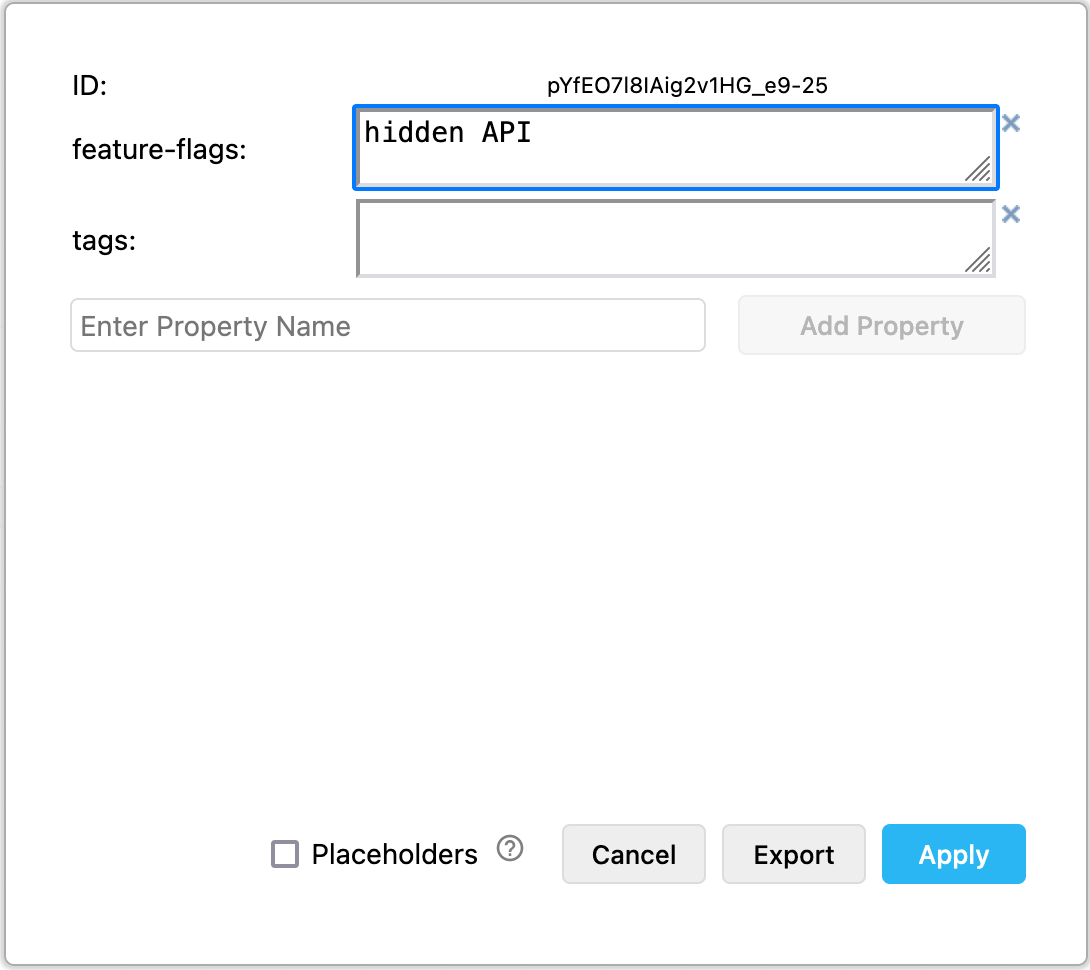 ID: pYfEO7l8IAig2v1HG_e9-25
feature-flags: hidden API
tags:
Enter Property Name Add Property
Placeholders ? Cancel Export Apply